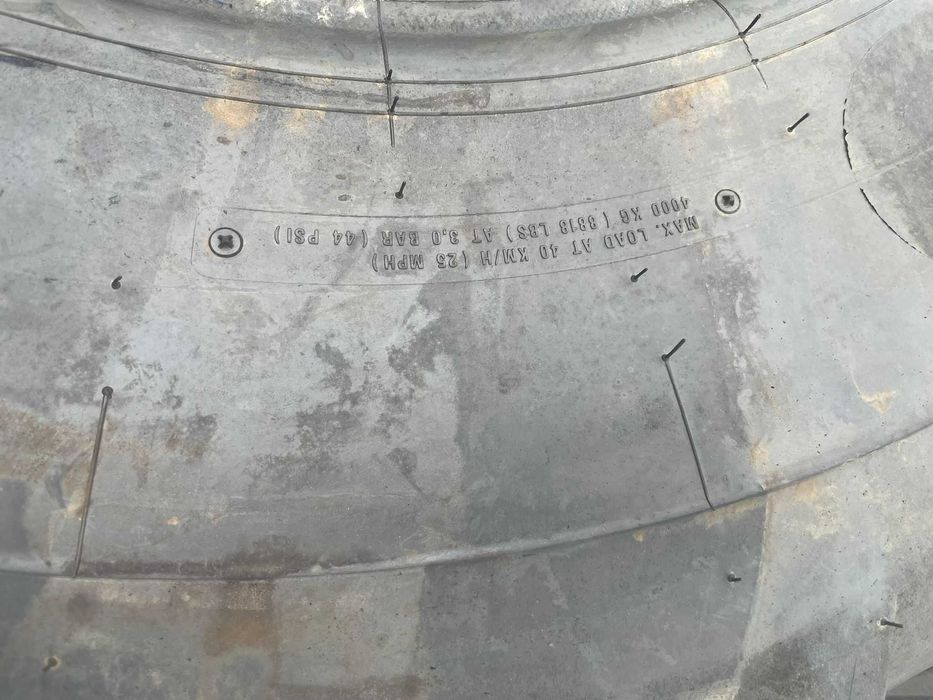 MAX. LOAD AT 40 KM/H (25 MPH)
4000 KG (8818 LBS) AT 3,0 BAR (44 PSI)